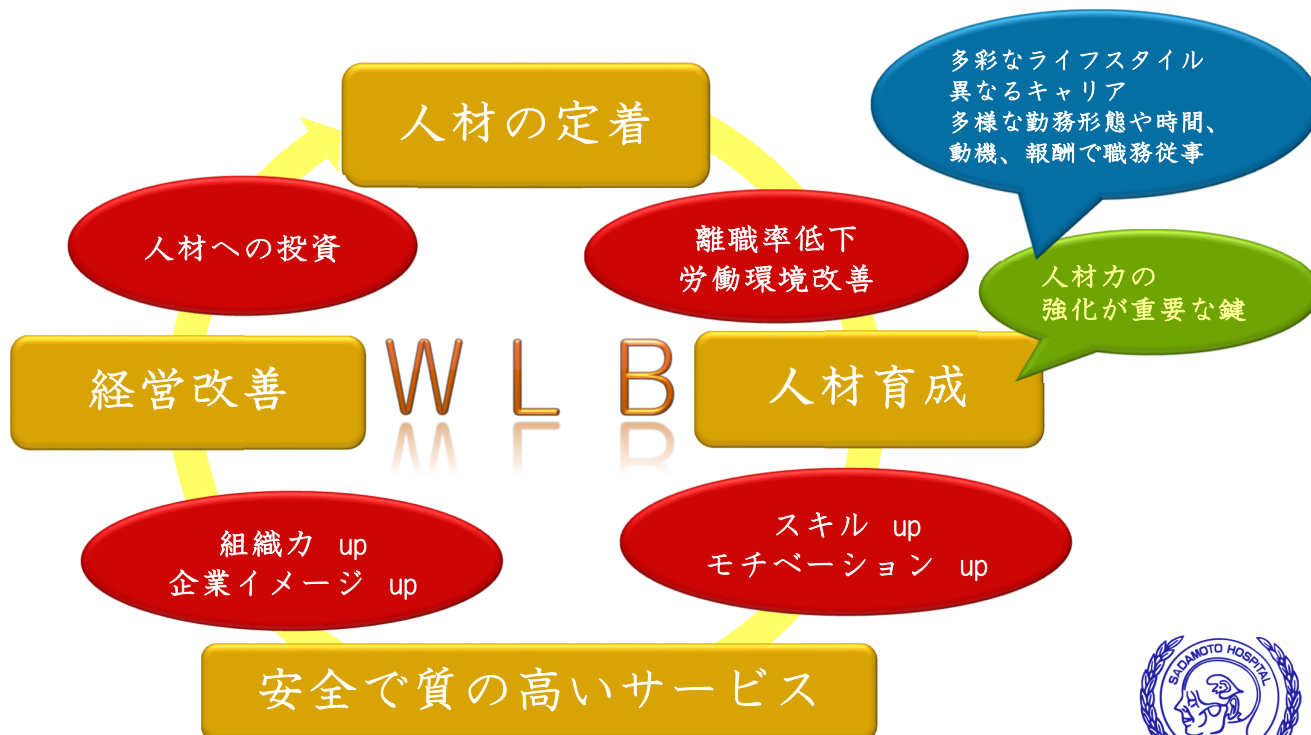 人材の定着
多彩なライフスタイル
異なるキャリア
多様な勤務形態や時間、
動機、報酬で職務従事
人材への投資
離職率低下
労働環境改善
人材力の
強化が重要な鍵
経営改善
W L B
人材育成
組織力 up
企業イメージ up
スキル up
モチベーション up
安全で質の高いサービス
SADAMOTO HOSPITAL